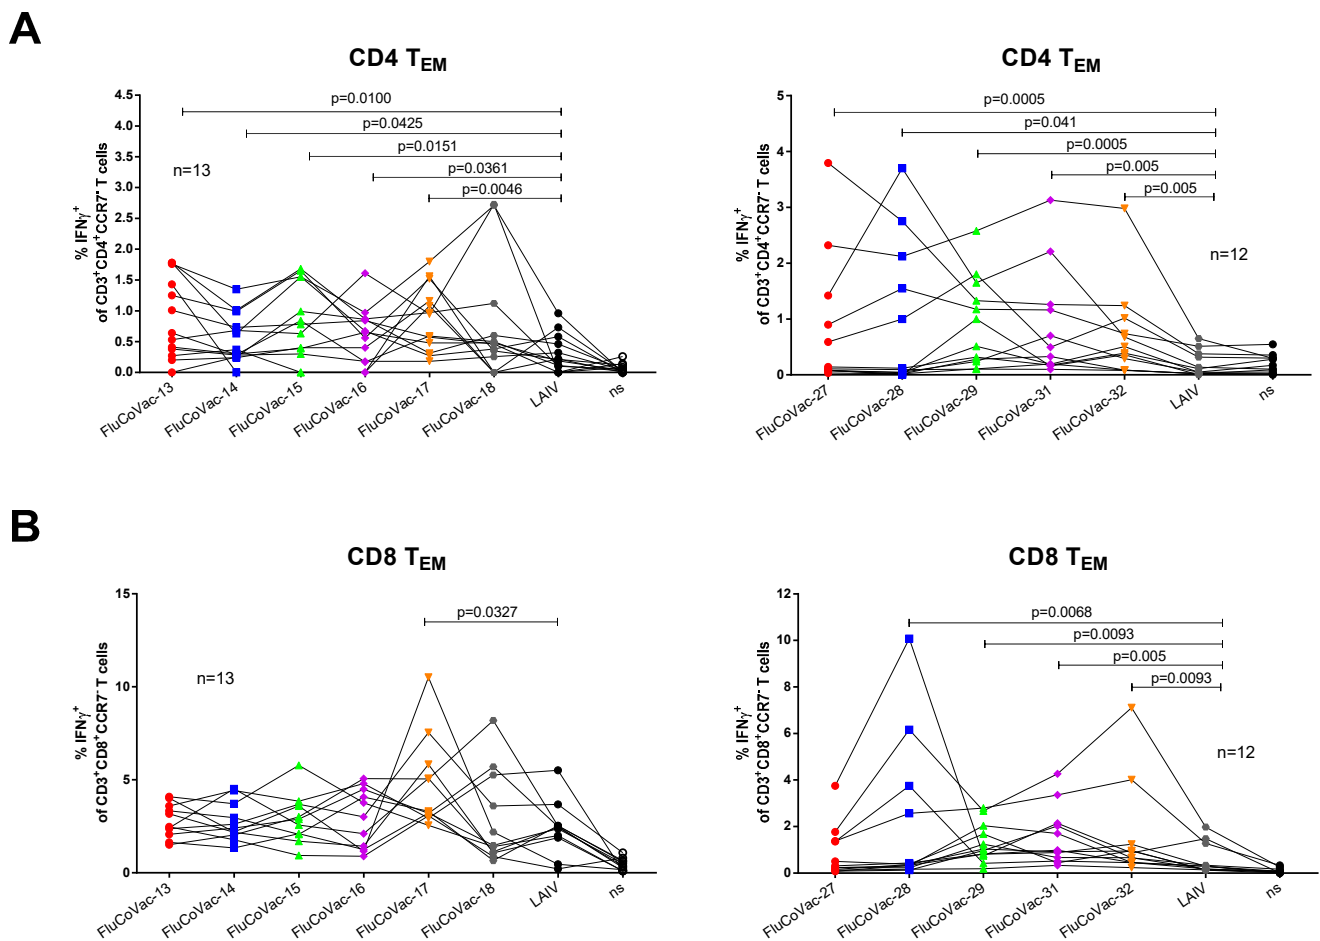 A
CD4 TEM
% IFNγ+
of CD3+CD4+CCR7- T cells
4.5
4.0
3.5
3.0
2.5
2.0
1.5
1.0
0.5
0.0
p=0.0100
p=0.0425
p=0.0151
p=0.0361
p=0.0046
n=13
FluCoVac-13
FluCoVac-14
FluCoVac-15
FluCoVac-16
FluCoVac-17
FluCoVac-18
LAIV
ns
CD4 TEM
% IFNγ+
of CD3+CD4+CCR7- T cells
5
4
3
2
1
0
p=0.0005
p=0.041
p=0.0005
p=0.005
p=0.005
n=12
FluCoVac-27
FluCoVac-28
FluCoVac-29
FluCoVac-31
FluCoVac-32
LAIV
ns
B
CD8 TEM
% IFNγ+
of CD3+CD8+CCR7- T cells
15
10
5
0
p=0.0327
n=13
FluCoVac-13
FluCoVac-14
FluCoVac-15
FluCoVac-16
FluCoVac-17
FluCoVac-18
LAIV
ns
CD8 TEM
% IFNγ+
of CD3+CD8+CCR7- T cells
12
10
8
6
4
2
0
p=0.0068
p=0.0093
p=0.005
p=0.0093
n=12
FluCoVac-27
FluCoVac-28
FluCoVac-29
FluCoVac-31
FluCoVac-32
LAIV
ns